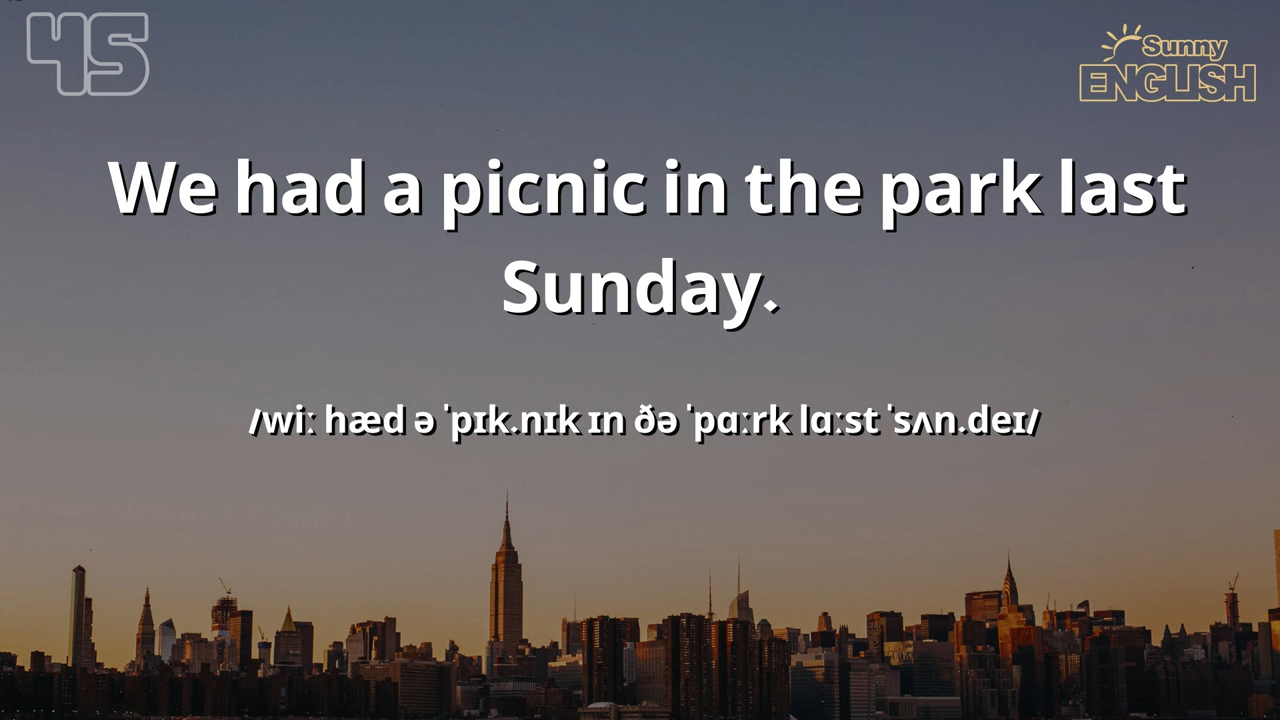 45
Sunny
ENGLISH
We had a picnic in the park last
Sunday.
/wiː hæd ə ˈpɪk.nɪk ɪn ðə ˈpɑːrk lɑːst ˈsʌn.deɪ/